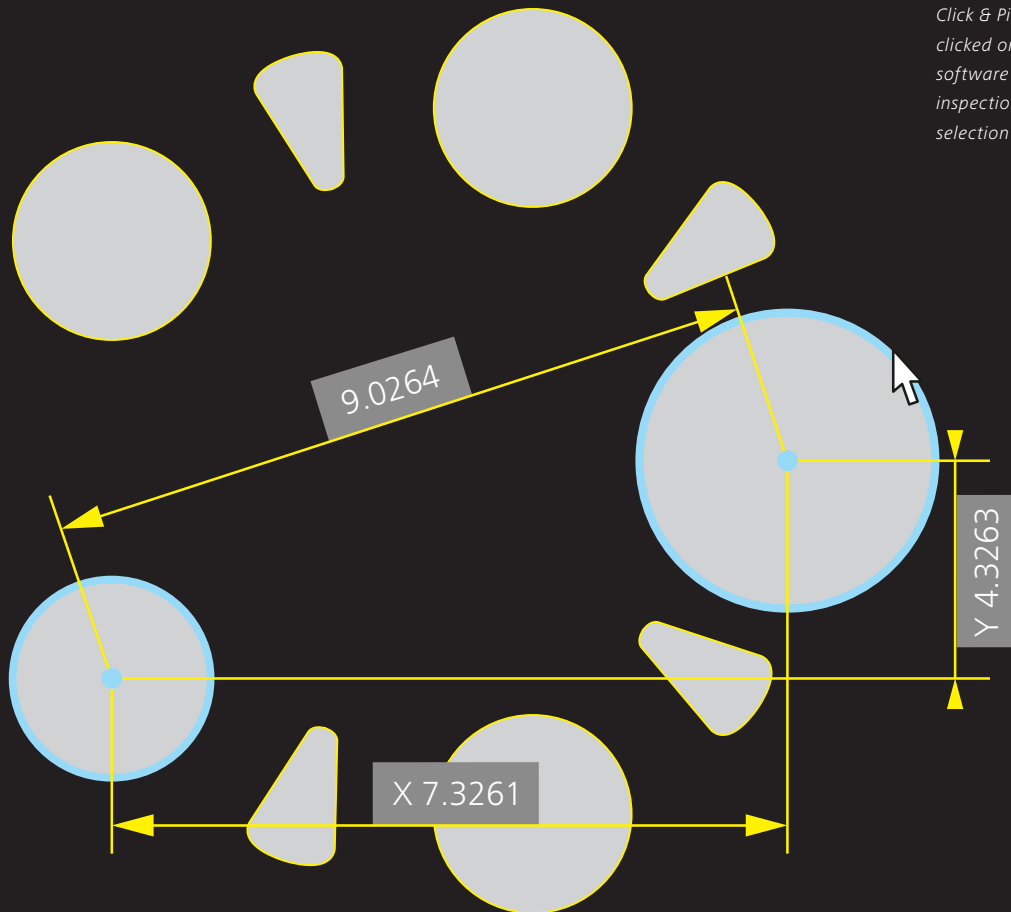 Click & Pi
clicked o
software
inspectio
selection
9.0264
Y 4.3263
X 7.3261